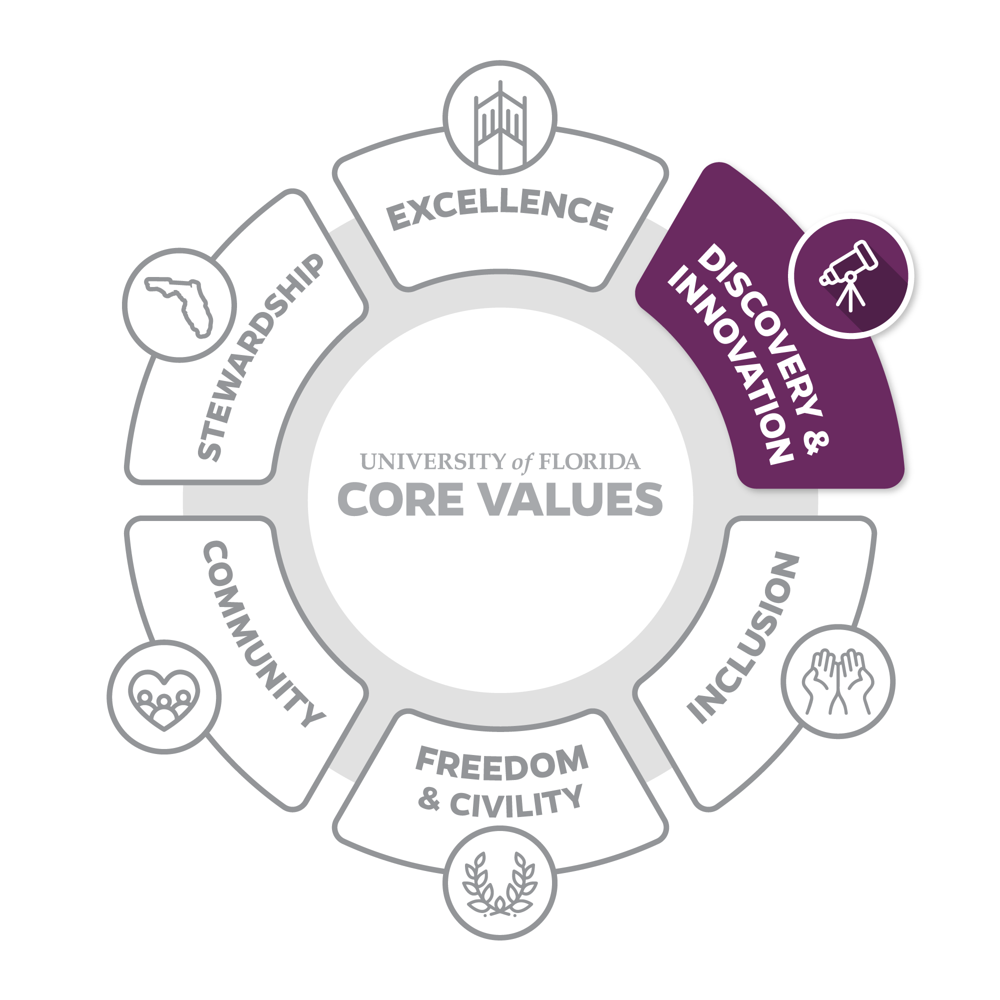 EXCELLENCE
DISCOVERY &
INNOVATION
INCLUSION
FREEDOM
& CIVILITY
COMMUNITY
STEWARDSHIP
UNIVERSITY of FLORIDA
CORE VALUES